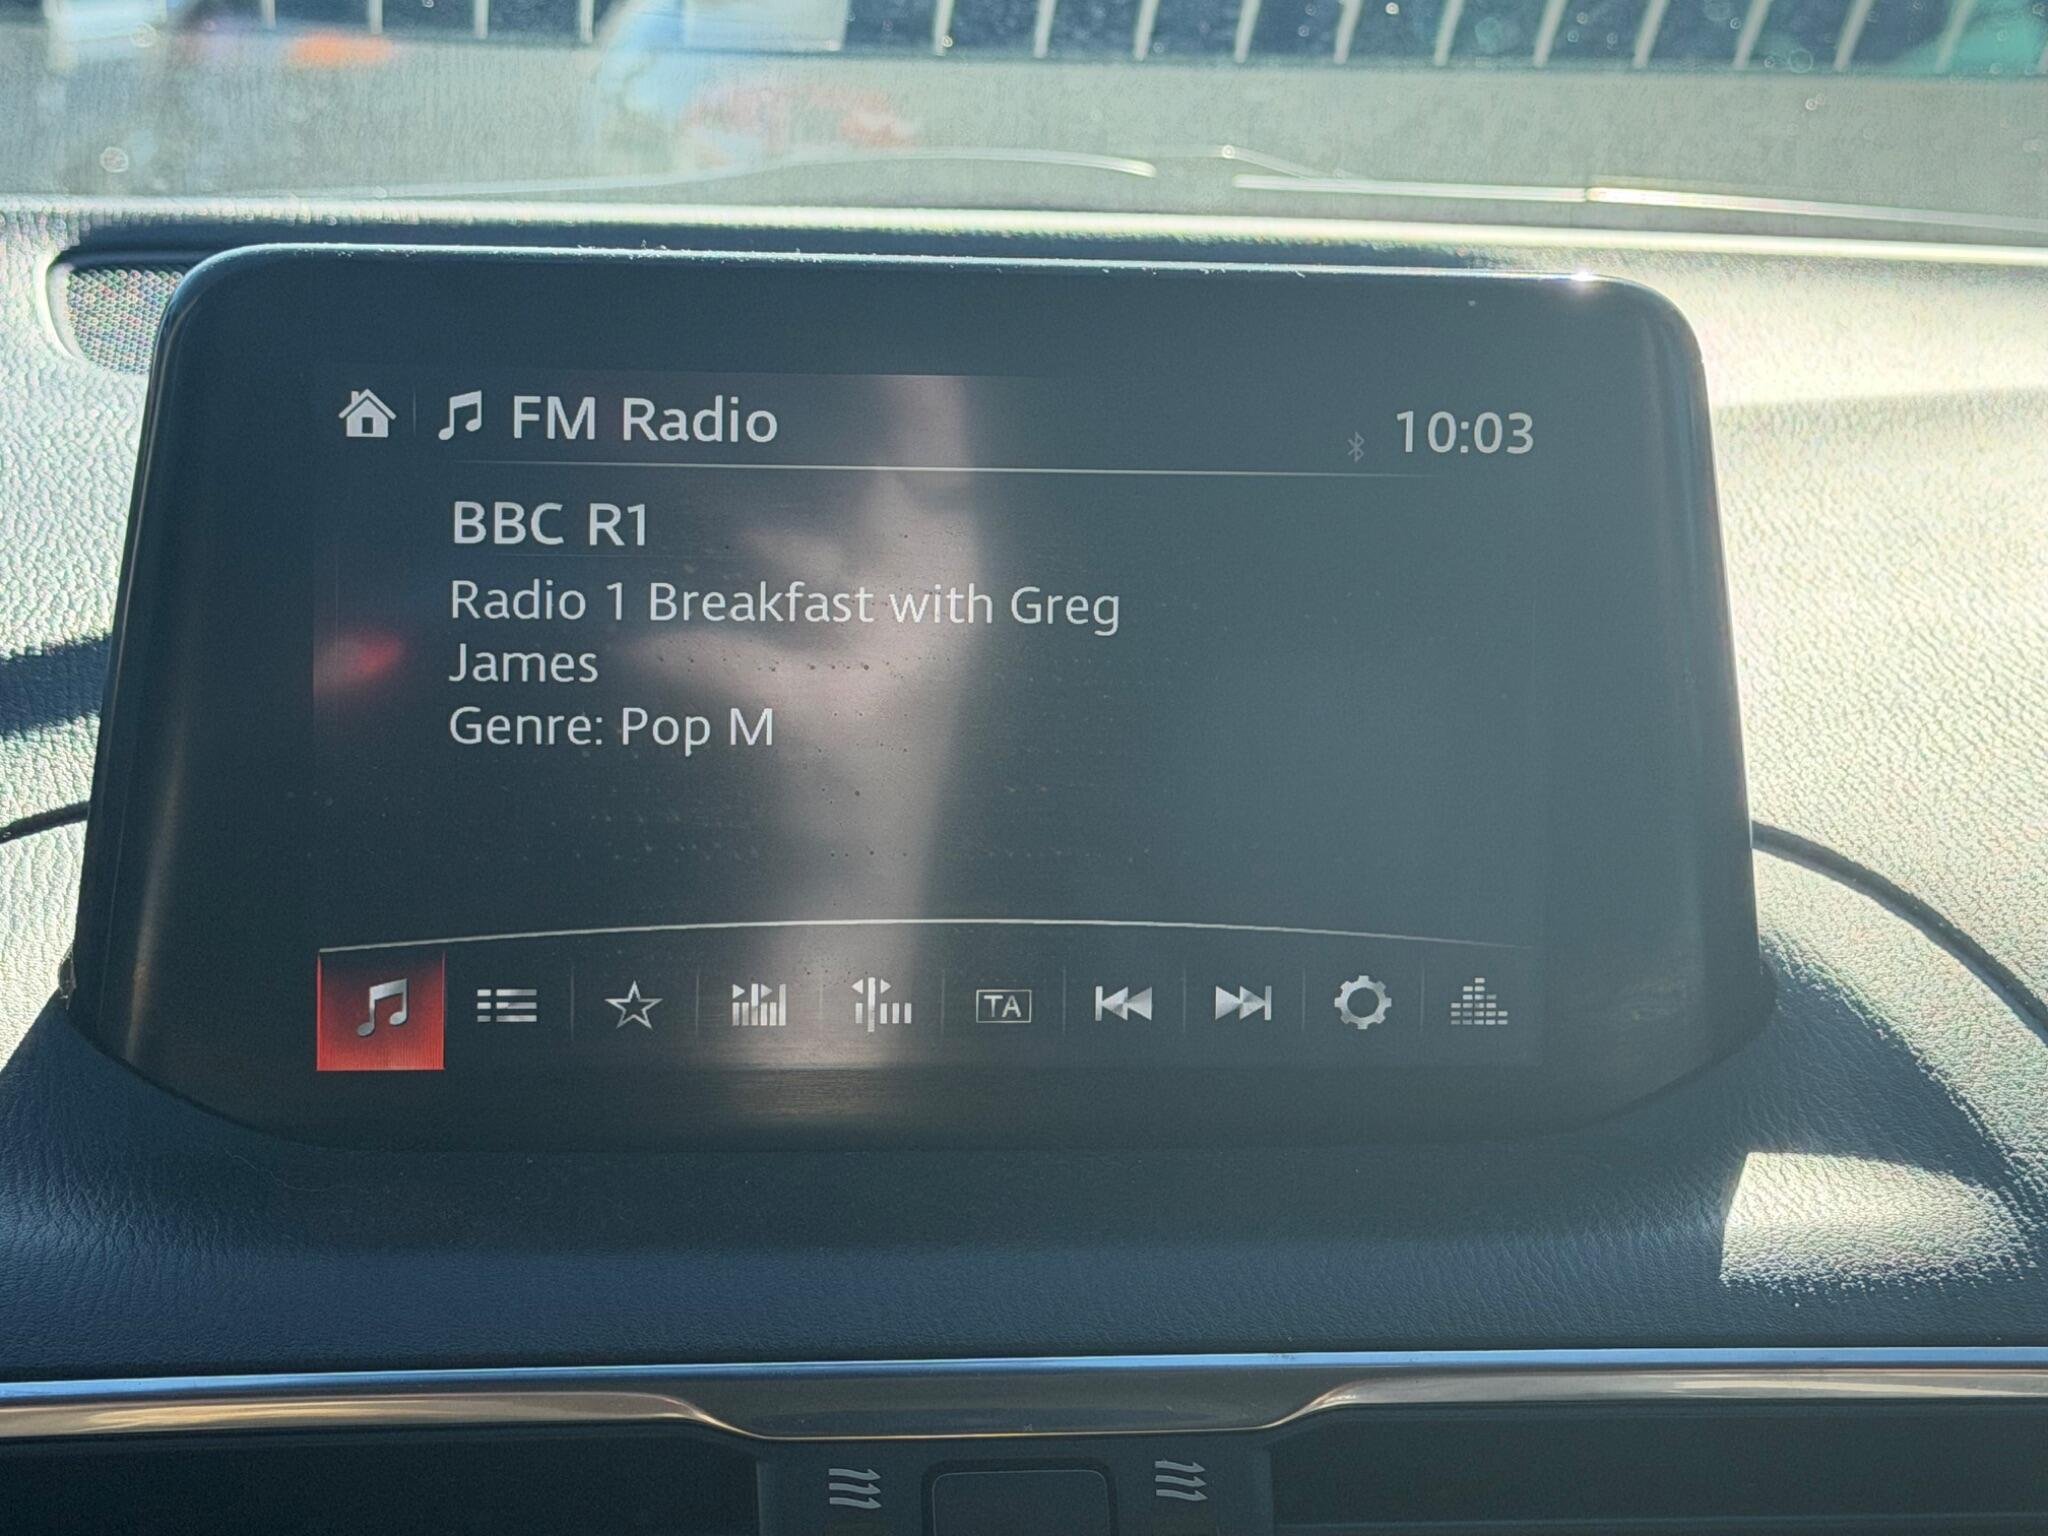 FM Radio
10:03
BBC R1
Radio 1 Breakfast with Greg
James
Genre: Pop M
TA